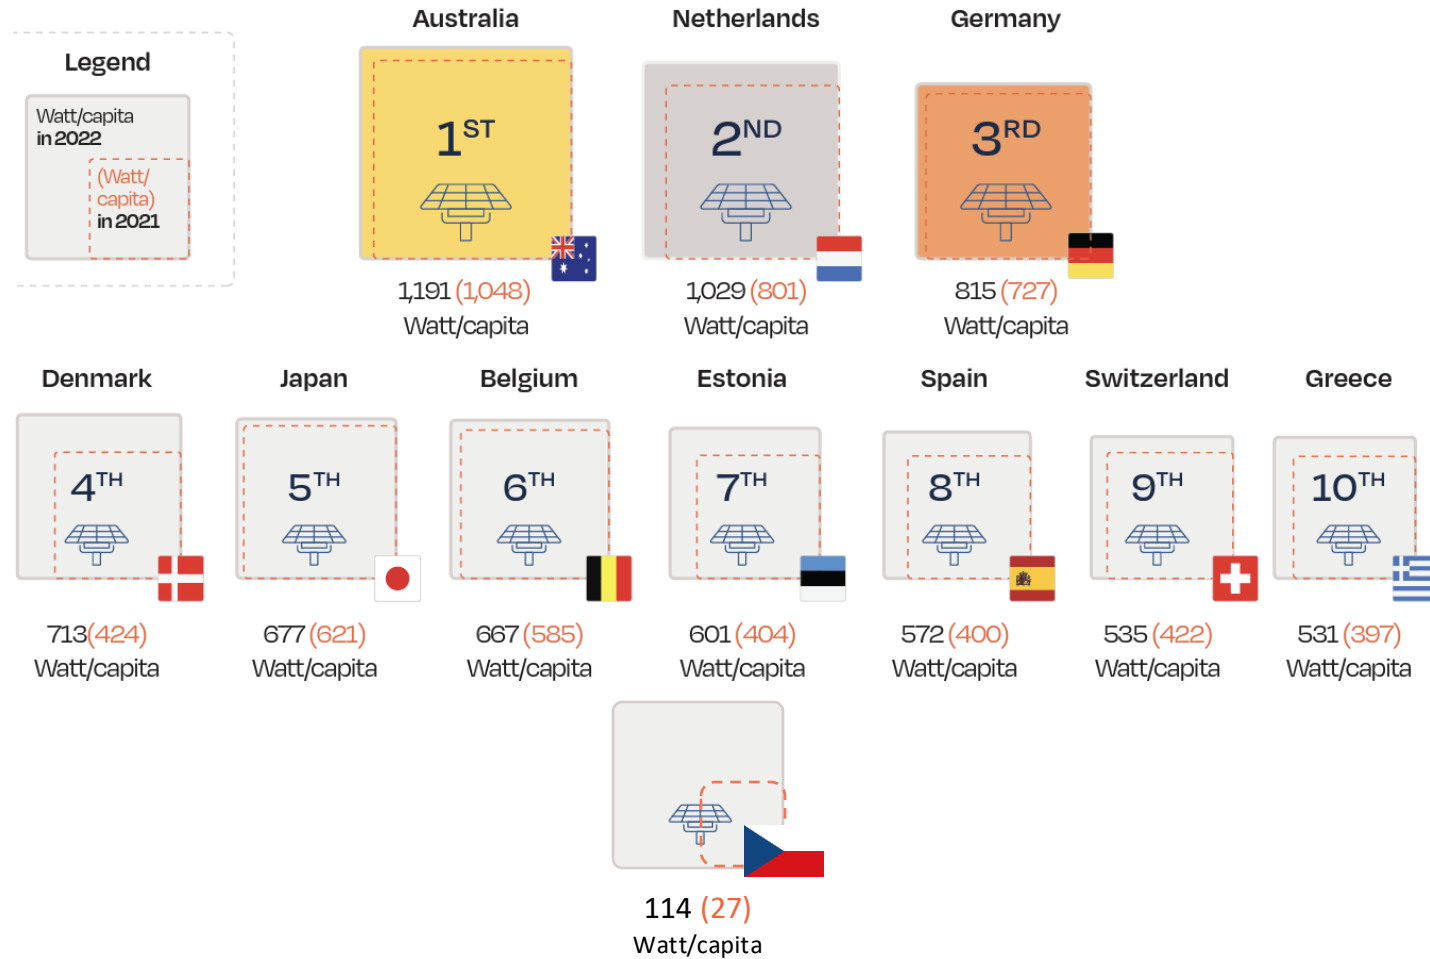 Legend
Watt/capita
in 2022
(Watt/
capita)
in 2021
Australia
1ST
1,191 (1,048)
Watt/capita
Netherlands
2ND
1,029 (801)
Watt/capita
Germany
3RD
815 (727)
Watt/capita
Denmark
4TH
713(424)
Watt/capita
Japan
5TH
677 (621)
Watt/capita
Belgium
6TH
667 (585)
Watt/capita
Estonia
7TH
601 (404)
Watt/capita
Spain
8TH
572 (400)
Watt/capita
Switzerland
9TH
535 (422)
Watt/capita
Greece
10TH
531 (397)
Watt/capita
114 (27)
Watt/capita